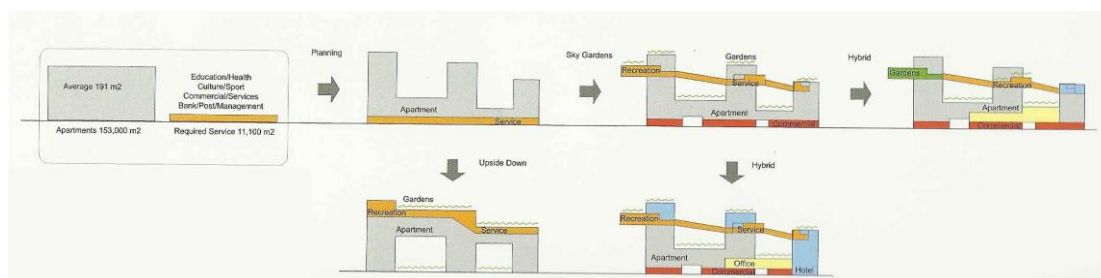 Average 191 m2
Apartments 153,000 m2
Education/Health
Culture/Sport
Commercial/Services
Bank/Post/Management
Required Service 11,100 m2
Planning
Apartment
Service
Sky Gardens
Gardens
Recreation
Service
Apartment
Commercial
Hybrid
Gardens
Recreation
Apartment
Commercial
Upside Down
Gardens
Recreation
Service
Apartment
Hybrid
Recreation
Service
Apartment
Office
Commercial
Hotel